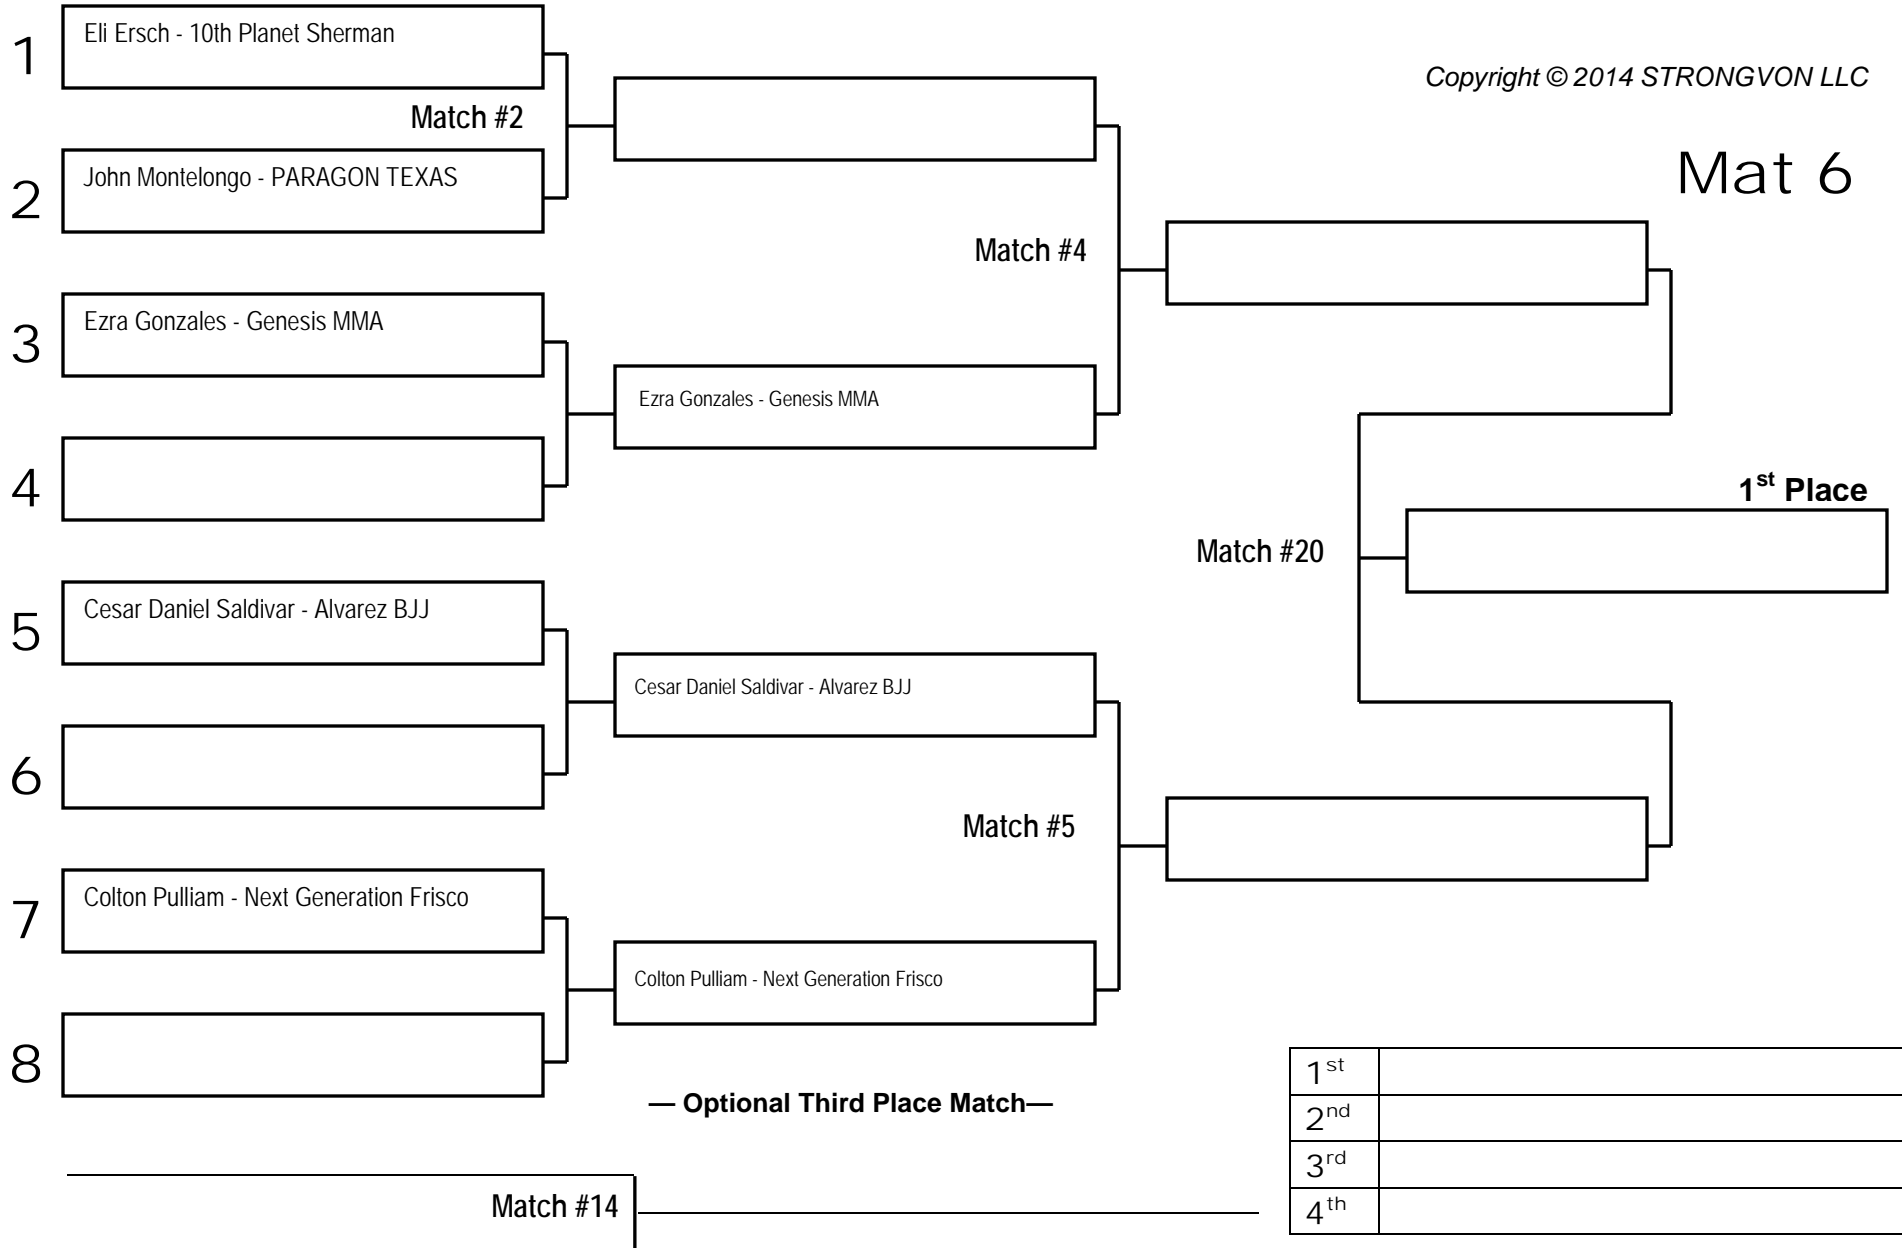 1
Eli Ersch - 10th Planet Sherman
Copyright © 2014 STRONGVON LLC
Match #2
Mat 6
2
John Montelongo - PARAGON TEXAS
Match #4
3
Ezra Gonzales - Genesis MMA
Ezra Gonzales - Genesis MMA
4
1st Place
Match #20
5
Cesar Daniel Saldivar - Alvarez BJJ
Cesar Daniel Saldivar - Alvarez BJJ
6
Match #5
7
Colton Pulliam - Next Generation Frisco
Colton Pulliam - Next Generation Frisco
8
— Optional Third Place Match—
Match #14
1st
2nd
3rd
4th